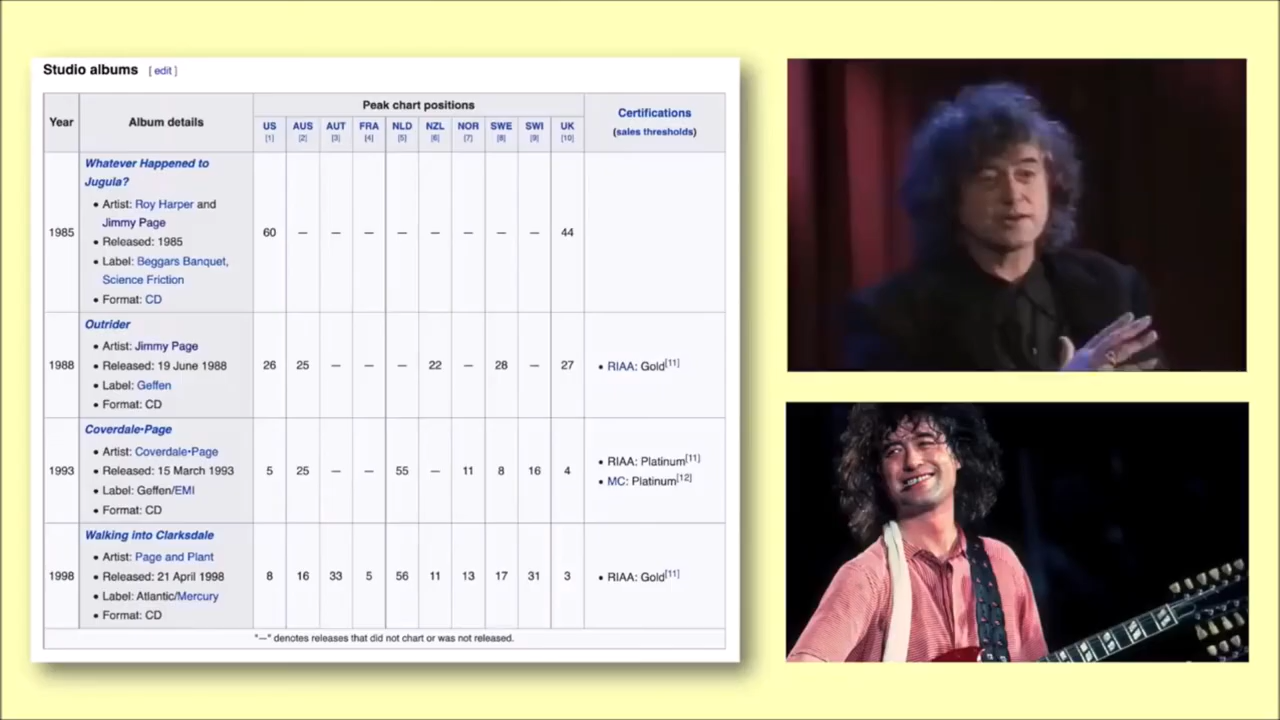 Studio albums [ edit ]
Year
Album details
Peak chart positions
Certifications
(sales thresholds)
US AUS AUT FRA NLD NZL NOR SWE SWI UK
[1] [2] [3] [4] [5] [6] [7] [8] [9] [10]
1985
Whatever Happened to
Jugula?
• Artist: Roy Harper and
Jimmy Page
• Released: 1985
• Label: Beggars Banquet,
Science Friction
• Format: CD
60 — — — — — — — — 44
1988
Outrider
• Artist: Jimmy Page
• Released: 19 June 1988
• Label: Geffen
• Format: CD
26 25 — — — 22 — 28 — 27
• RIAA: Gold[11]
1993
Coverdale•Page
• Artist: Coverdale•Page
• Released: 15 March 1993
• Label: Geffen/EMI
• Format: CD
5 25 — — 55 — 11 8 16 4
• RIAA: Platinum[11]
• MC: Platinum[12]
1998
Walking into Clarksdale
• Artist: Page and Plant
• Released: 21 April 1998
• Label: Atlantic/Mercury
• Format: CD
8 16 33 5 56 11 13 17 31 3
• RIAA: Gold[11]
"—" denotes releases that did not chart or was not released.